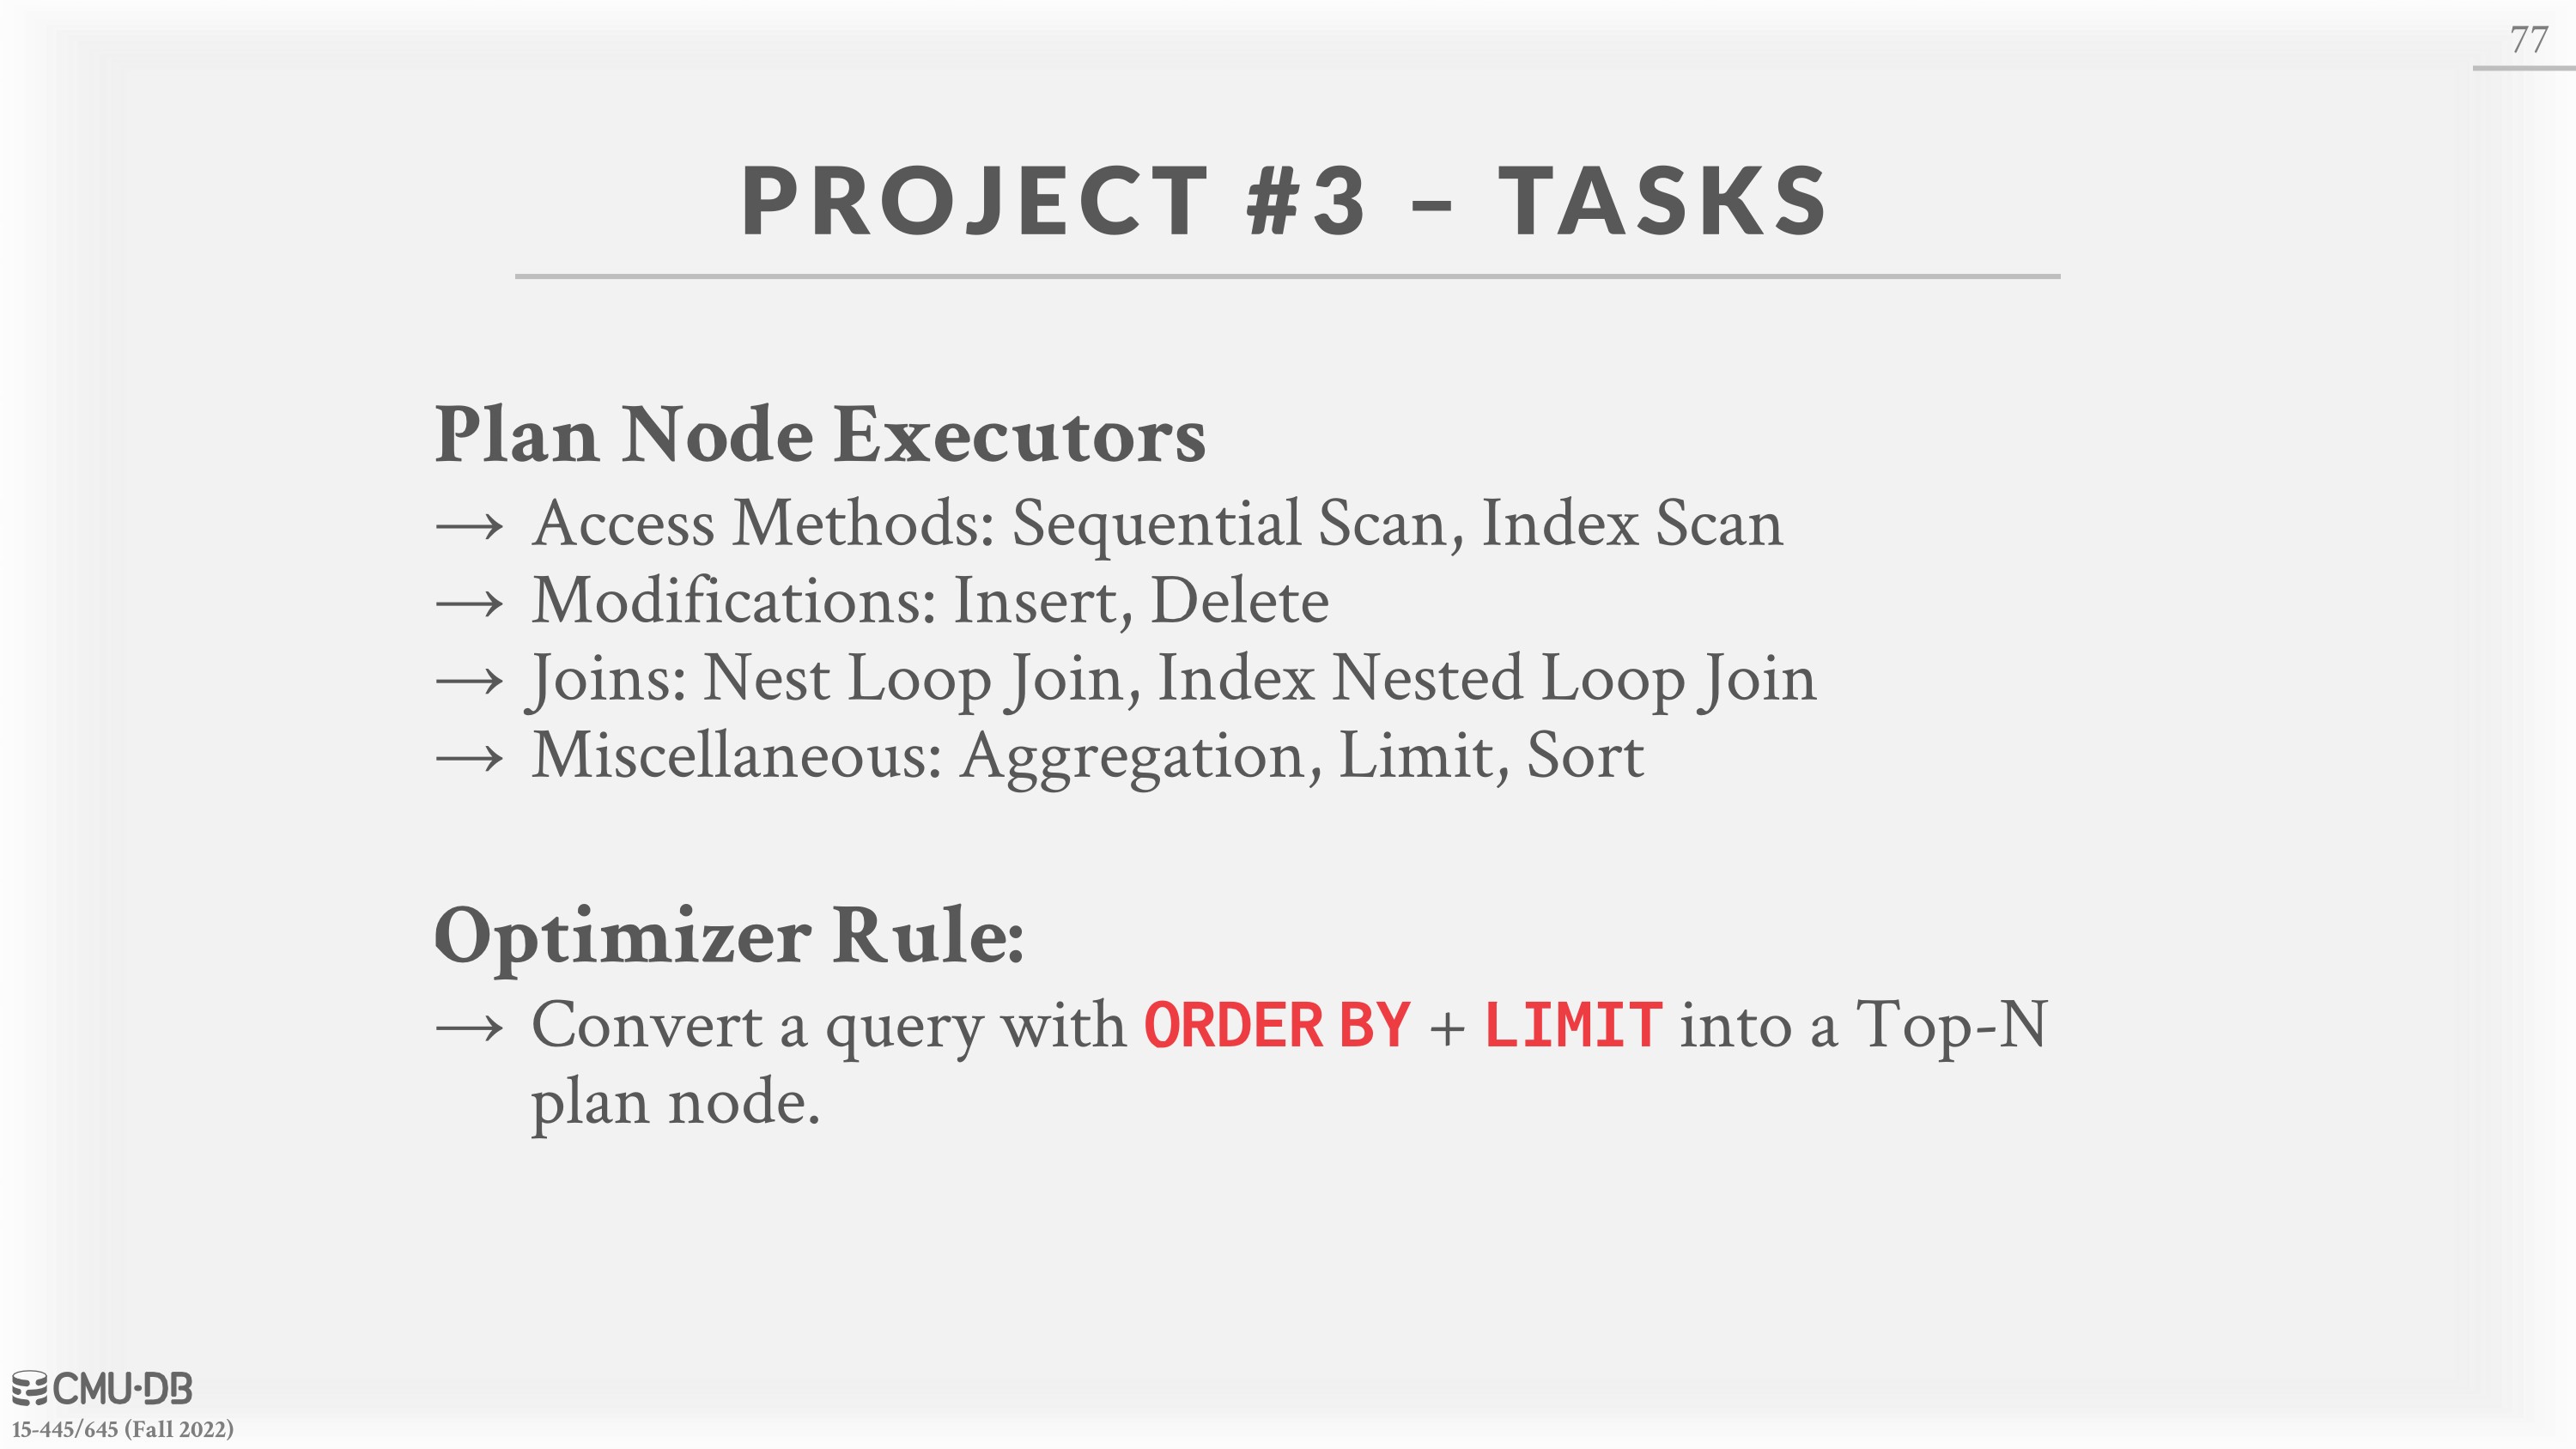 77
PROJECT #3 – TASKS
Plan Node Executors
→ Access Methods: Sequential Scan, Index Scan
→ Modifications: Insert, Delete
→ Joins: Nest Loop Join, Index Nested Loop Join
→ Miscellaneous: Aggregation, Limit, Sort
Optimizer Rule:
→ Convert a query with ORDER BY + LIMIT into a Top-N
plan node.
CMU·DB
15-445/645 (Fall 2022)